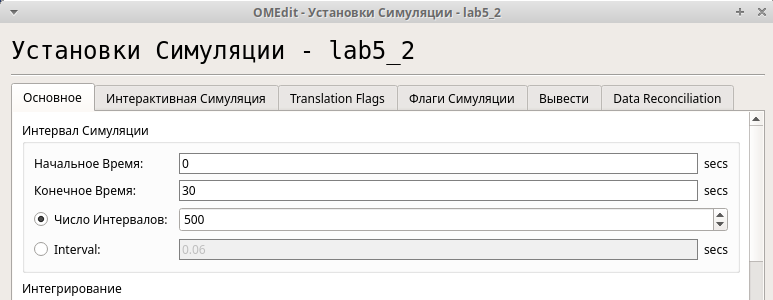 OMEdit - Установки Симуляции - lab5_2
Установки Симуляции - lab5_2
Основное Интерактивная Симуляция Translation Flags Флаги Симуляции Вывести Data Reconciliation
Интервал Симуляции
Начальное Время: 0 secs
Конечное Время: 30 secs
Число Интервалов: 500
Interval: 0.06 secs
Интегрирование